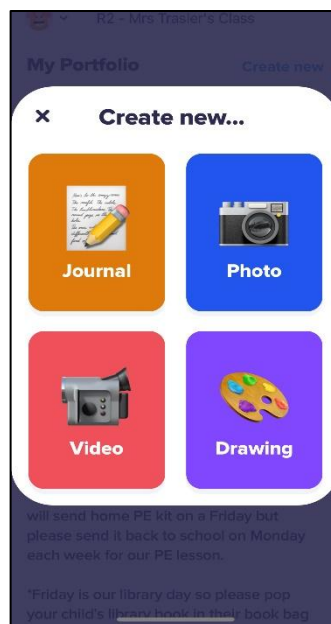 R2 - Mrs Trasler's Class
My Portfolio Create new
× Create new...
Journal Photo
Video Drawing
will send home PE kit on a Friday but
please send it back to school on Monday
each week for our PE lesson.
*Friday is our library day so please pop
your child's library book in their book bag